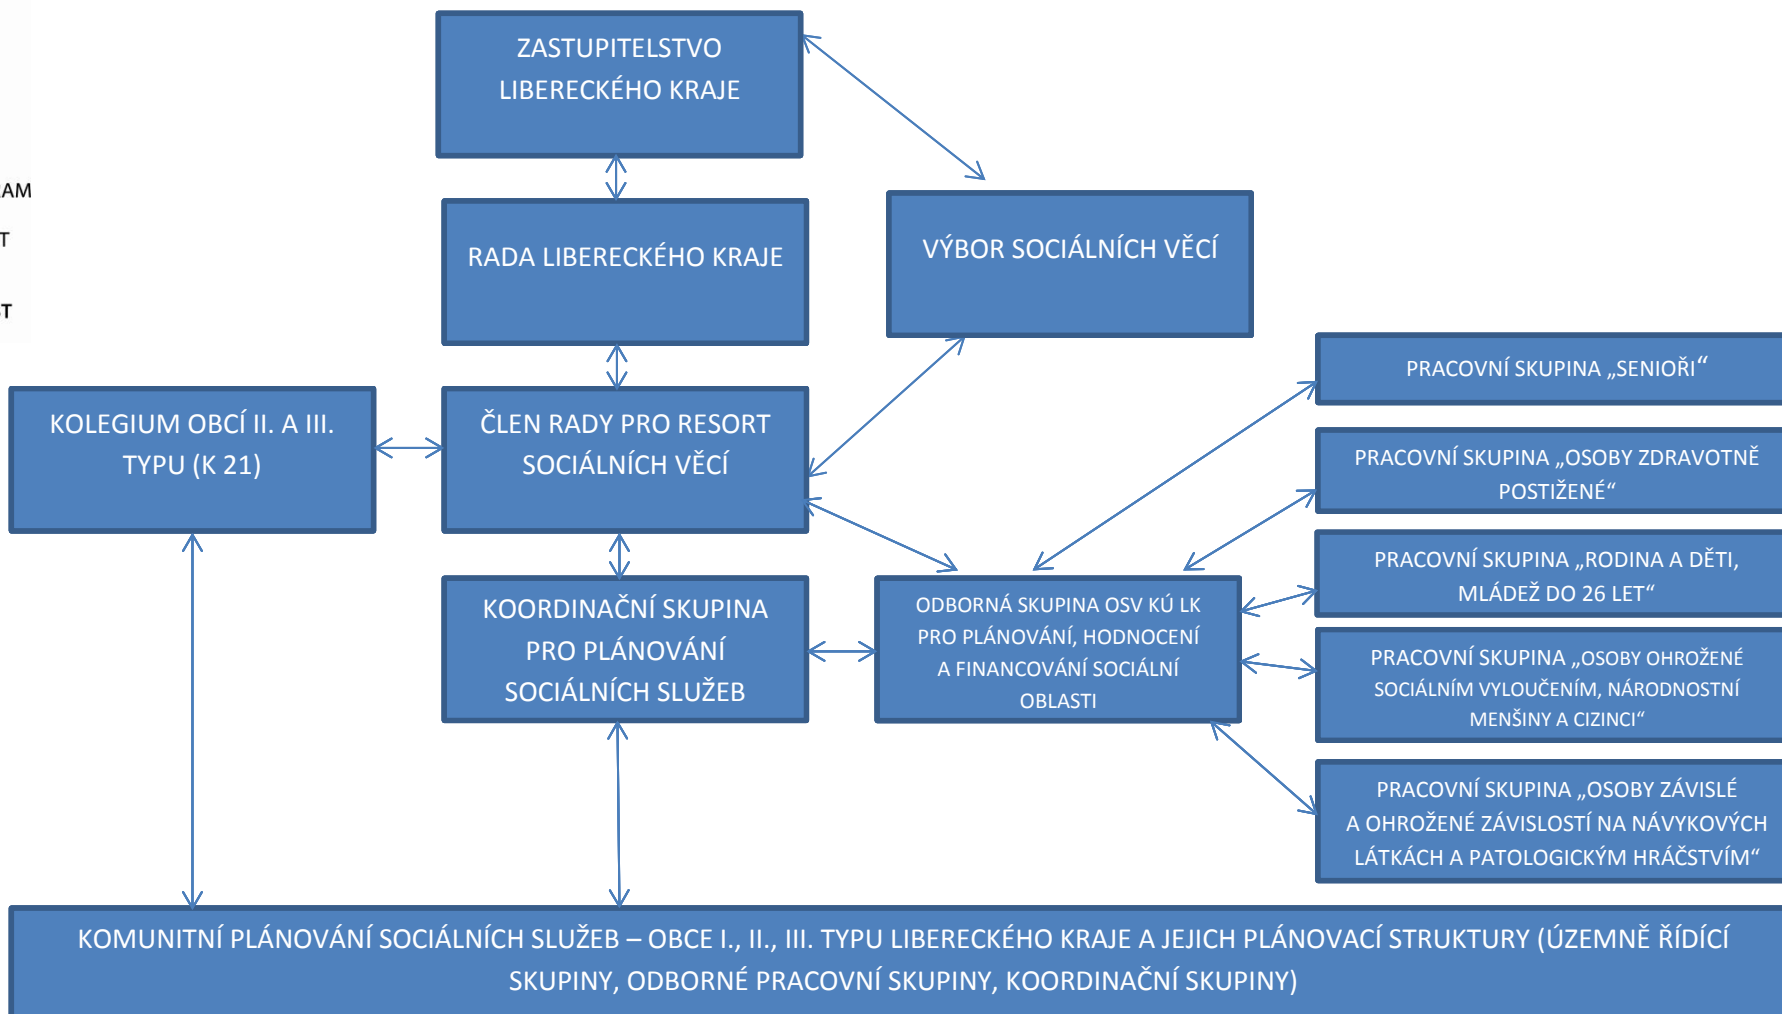 ZASTUPITELSTVO
LIBERECKÉHO KRAJE
RADA LIBERECKÉHO KRAJE
VÝBOR SOCIÁLNÍCH VĚCÍ
KOLEGIUM OBCÍ II. A III.
TYPU (K 21)
ČLEN RADY PRO RESORT
SOCIÁLNÍCH VĚCÍ
KOORDINAČNÍ SKUPINA
PRO PLÁNOVÁNÍ
SOCIÁLNÍCH SLUŽEB
ODBORNÁ SKUPINA OSV KÚ LK
PRO PLÁNOVÁNÍ, HODNOCENÍ
A FINANCOVÁNÍ SOCIÁLNÍ
OBLASTI
PRACOVNÍ SKUPINA „SENIOŘI“
PRACOVNÍ SKUPINA „OSOBY ZDRAVOTNĚ
POSTIŽENÉ“
PRACOVNÍ SKUPINA „RODINA A DĚTI,
MLÁDEŽ DO 26 LET“
PRACOVNÍ SKUPINA „OSOBY OHROŽENÉ
SOCIÁLNÍM VYLOUČENÍM, NÁRODNOSTNÍ
MENŠINY A CIZINCI“
PRACOVNÍ SKUPINA „OSOBY ZÁVISLÉ
A OHROŽENÉ ZÁVISLOSTÍ NA NÁVYKOVÝCH
LÁTKÁCH A PATOLOGICKÝM HRÁČSTVÍM“
KOMUNITNÍ PLÁNOVÁNÍ SOCIÁLNÍCH SLUŽEB – OBCE I., II., III. TYPU LIBERECKÉHO KRAJE A JEJICH PLÁNOVACÍ STRUKTURY (ÚZEMNĚ ŘÍDÍCÍ
SKUPINY, ODBORNÉ PRACOVNÍ SKUPINY, KOORDINAČNÍ SKUPINY)